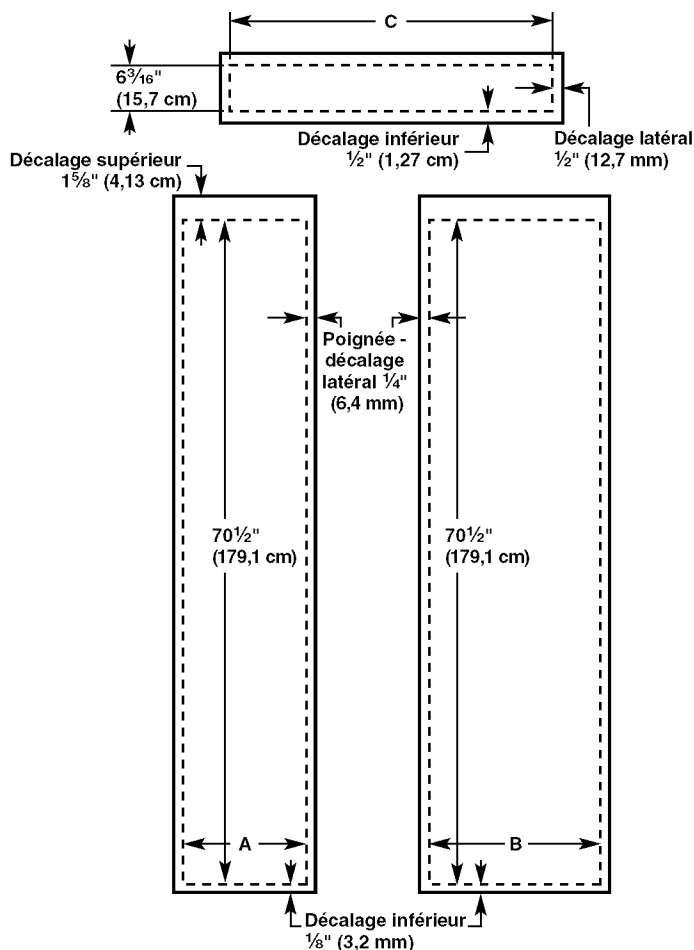 C
6³⁄₁₆"
(15,7 cm)
Décalage inférieur
½" (1,27 cm)
Décalage latéral
½" (12,7 mm)
Décalage supérieur
1⅝" (4,13 cm)
Poignée -
décalage
latéral ¼"
(6,4 mm)
70½"
(179,1 cm)
70½"
(179,1 cm)
A
B
Décalage inférieur
⅛" (3,2 mm)